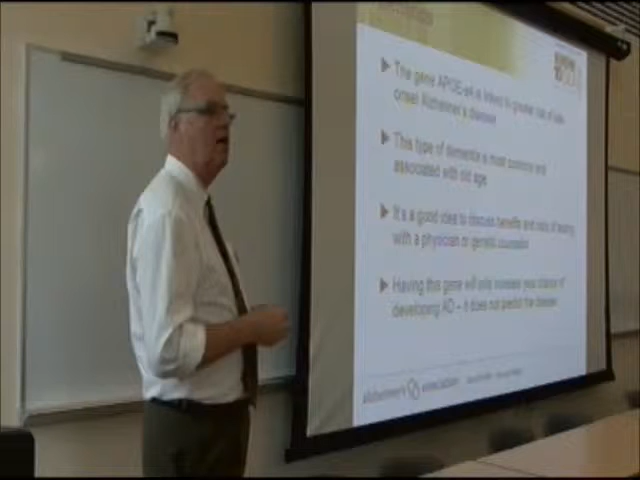 The gene APOE-e4 is linked to greater risk of late-
onset Alzheimer's disease
This type of dementia is most common and
associated with old age
It's a good idea to discuss benefits and risks of testing
with a physician or genetic counselor
Having this gene will only increase your chance of
developing AD – it does not predict the disease
alzheimer's association